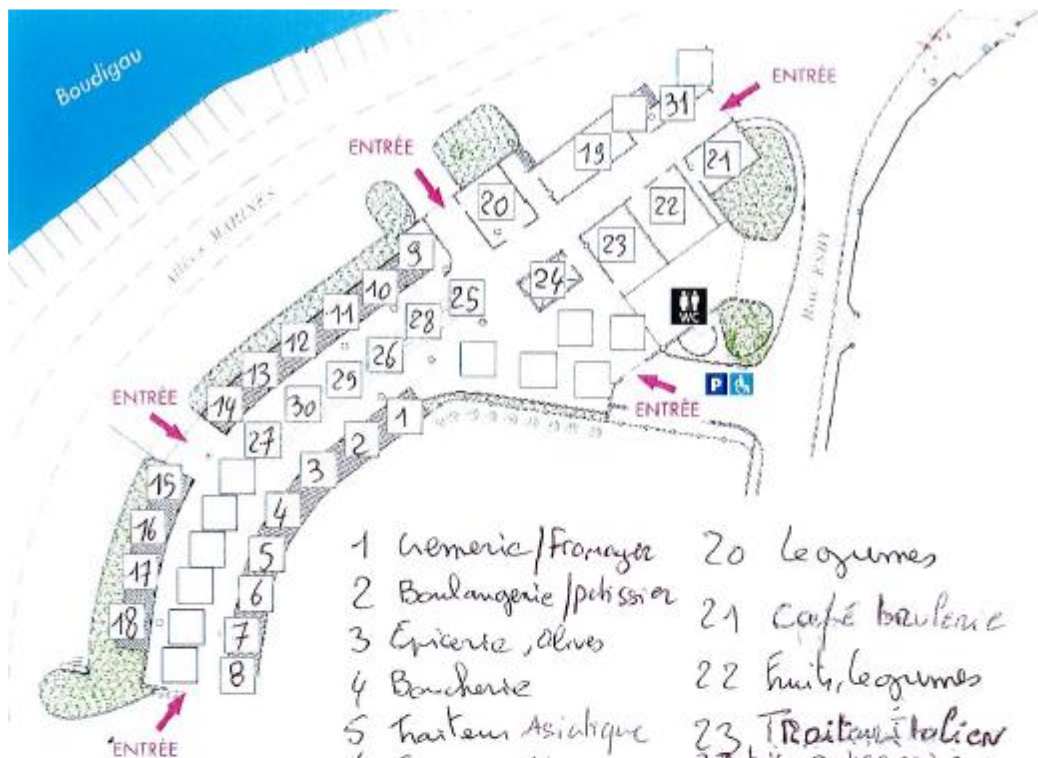 Boudigau
ENTRÉE
31
19
ENTRÉE
21
20
22
23
9
24
10
25
11
28
WC
12
26
13
29
P
ENTRÉE
14
30
1
ENTRÉE
27
2
15
3
4
16
5
17
6
18
7
8
ENTRÉE
1 Cremerie/Fromager
2 Boulangerie/patissier
3 Epicerie, olives
4 Boucherie
5 Traiteur Asiatique
20 Legumes
21 Café Brulerie
22 Fruits, legumes
23 Traiteur Italien